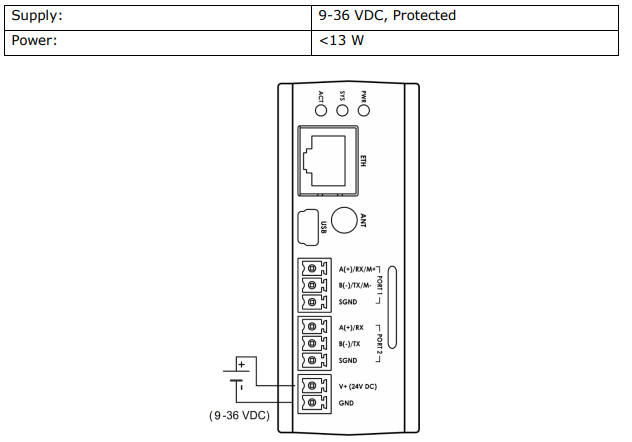 Supply: 9-36 VDC, Protected
Power: <13 W
ACT SYS PWR
ETH
USB ANT
A(+)/RX/M+
B(-)/TX/M-
SGND
PORT 1
A(+)/RX
B(-)/TX
SGND
PORT 2
+
V+ (24V DC)
-
GND
(9-36 VDC)